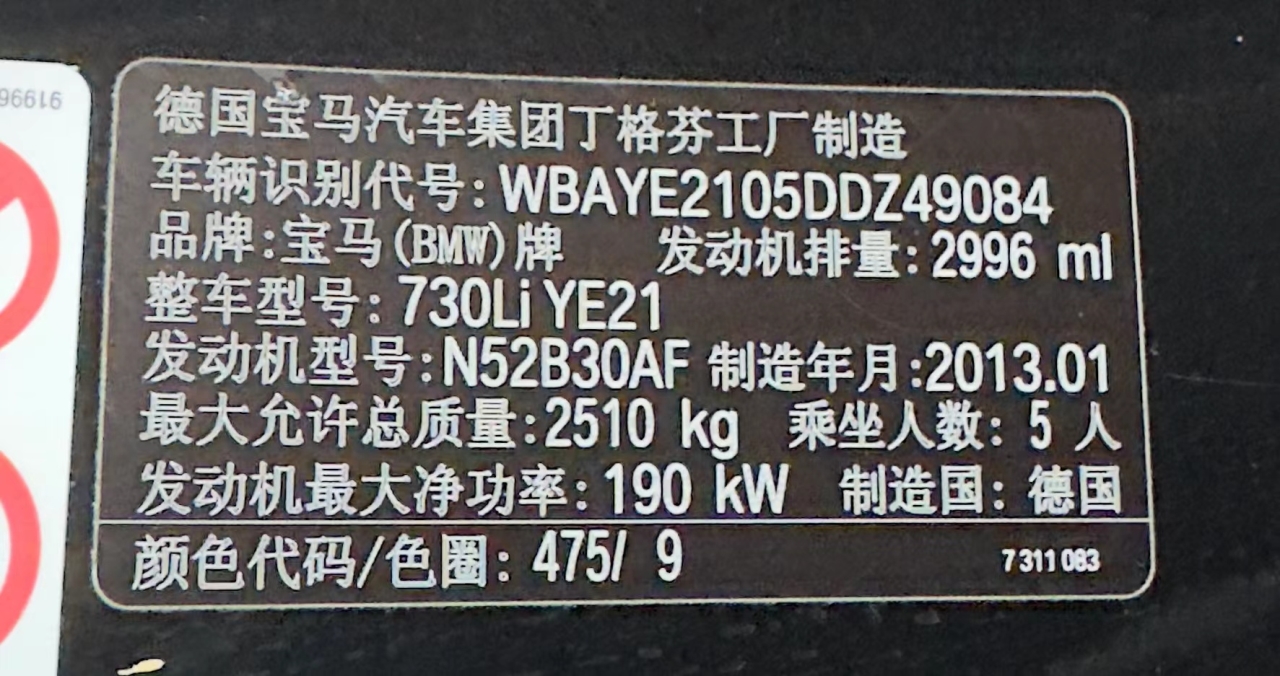 德国宝马汽车集团丁格芬工厂制造
车辆识别代号:WBAYE2105DDZ49084
品牌:宝马(BMW)牌 发动机排量:2996 ml
整车型号:730Li YE21
发动机型号:N52B30AF 制造年月:2013.01
最大允许总质量:2510 kg 乘坐人数: 5 人
发动机最大净功率:190 kW 制造国: 德国
颜色代码/色圈: 475/ 9 7 311 083